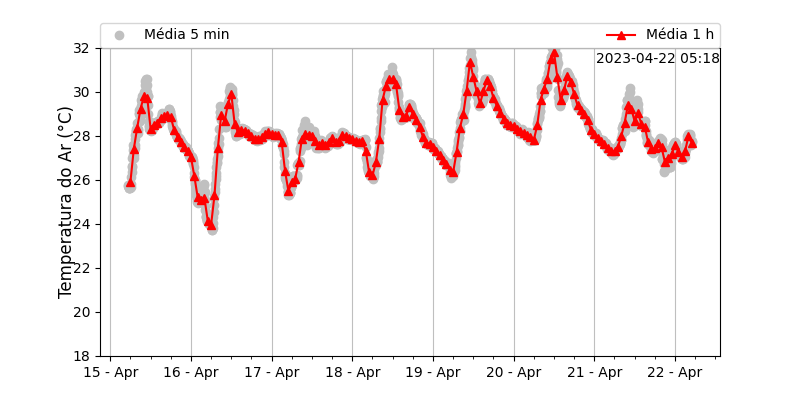 Média 5 min
Média 1 h
2023-04-22 05:18
Temperatura do Ar (°C)
32
30
28
26
24
22
20
18
15 - Apr
16 - Apr
17 - Apr
18 - Apr
19 - Apr
20 - Apr
21 - Apr
22 - Apr